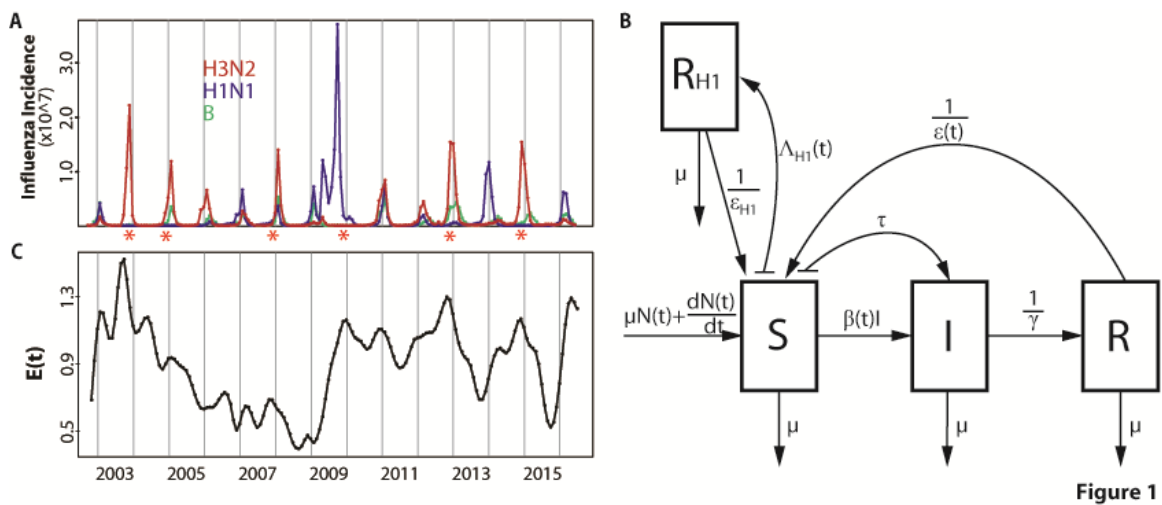 A
Influenza Incidence
(x10^7)
3.0
2.0
1.0
H3N2
H1N1
B
* * * * * *
C
E(t)
1.3
0.9
0.5
2003 2005 2007 2009 2011 2013 2015
B
RH1
μ
1/εH1
ΛH1(t)
1/ε(t)
τ
μN(t)+dN(t)/dt
S
β(t)I
I
1/γ
R
μ
μ
μ
Figure 1